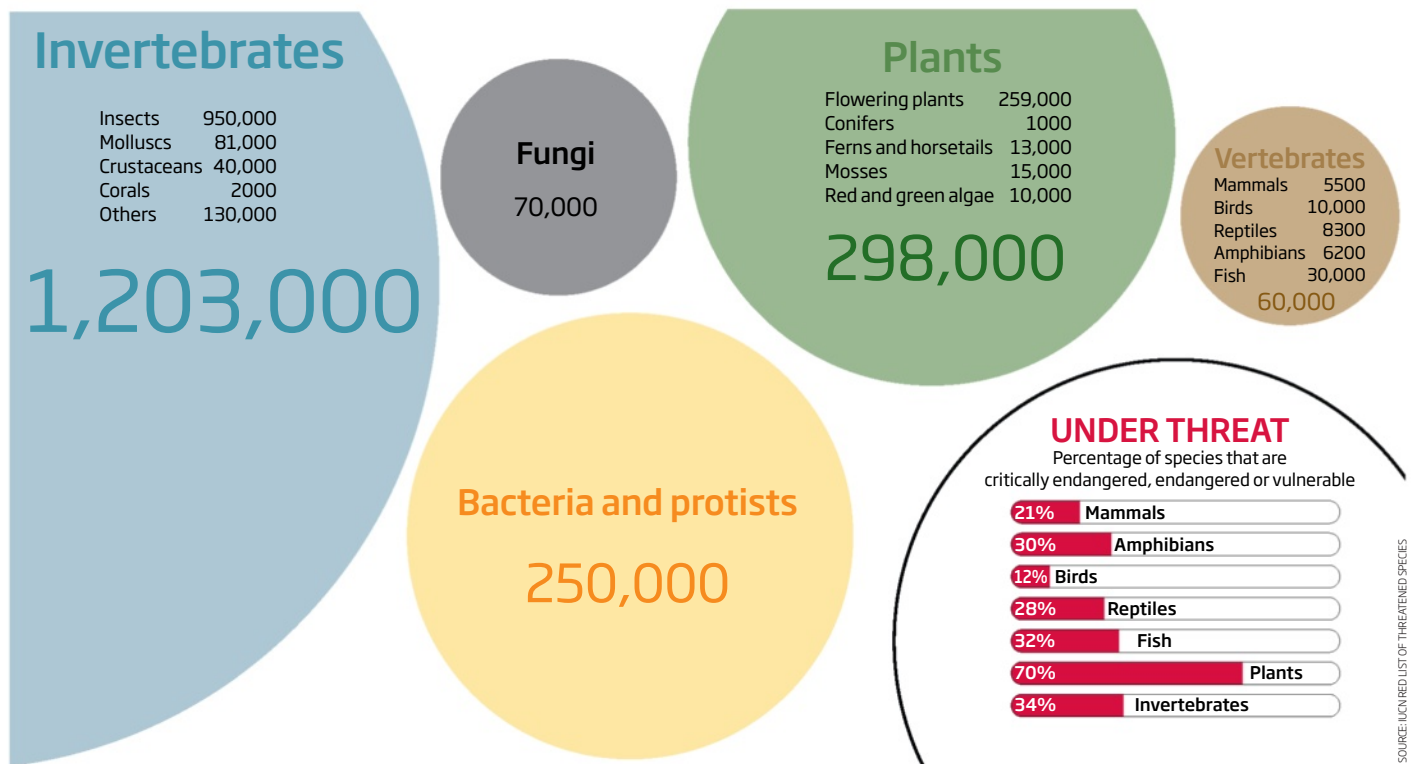 Invertebrates
Insects 950,000
Molluscs 81,000
Crustaceans 40,000
Corals 2000
Others 130,000
1,203,000
Fungi
70,000
Plants
Flowering plants 259,000
Conifers 1000
Ferns and horsetails 13,000
Mosses 15,000
Red and green algae 10,000
298,000
Vertebrates
Mammals 5500
Birds 10,000
Reptiles 8300
Amphibians 6200
Fish 30,000
60,000
Bacteria and protists
250,000
UNDER THREAT
Percentage of species that are
critically endangered, endangered or vulnerable
21% Mammals
30% Amphibians
12% Birds
28% Reptiles
32% Fish
70% Plants
34% Invertebrates
SOURCE: IUCN RED LIST OF THREATENED SPECIES